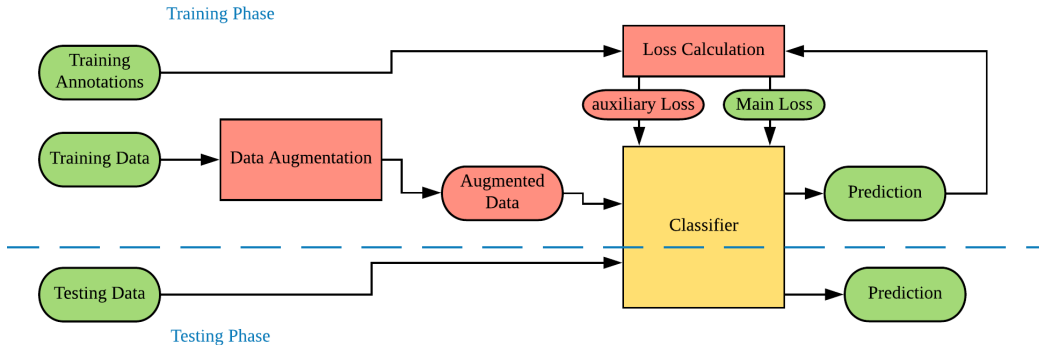 Training Phase
Training
Annotations
Loss Calculation
auxiliary Loss
Main Loss
Training Data
Data Augmentation
Augmented
Data
Classifier
Prediction
Testing Data
Prediction
Testing Phase